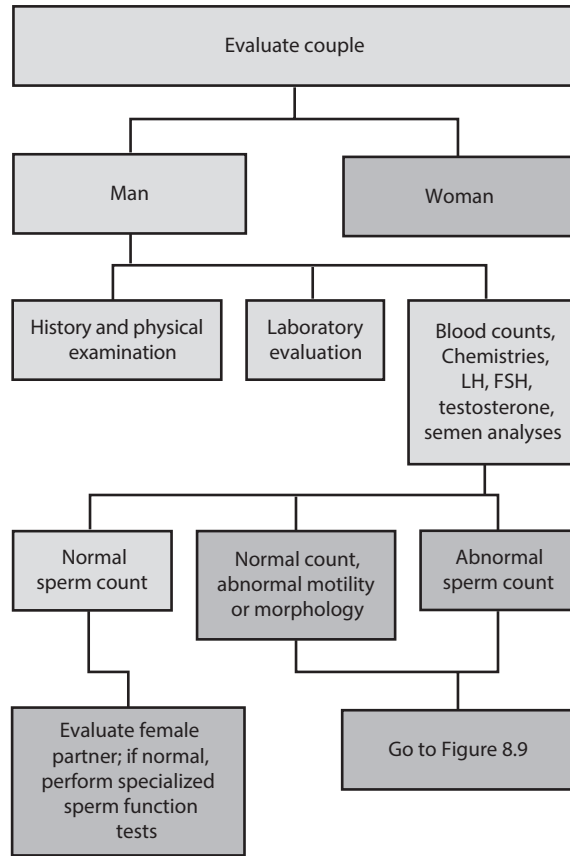 Evaluate couple
Man
Woman
History and physical
examination
Laboratory
evaluation
Blood counts,
Chemistries,
LH, FSH,
testosterone,
semen analyses
Normal
sperm count
Normal count,
abnormal motility
or morphology
Abnormal
sperm count
Evaluate female
partner; if normal,
perform specialized
sperm function
tests
Go to Figure 8.9